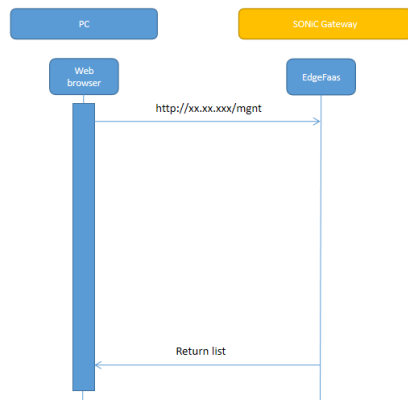 PC
SONiC Gateway
Web
browser
EdgeFaas
http://xx.xx.xxx/mgnt
Return list